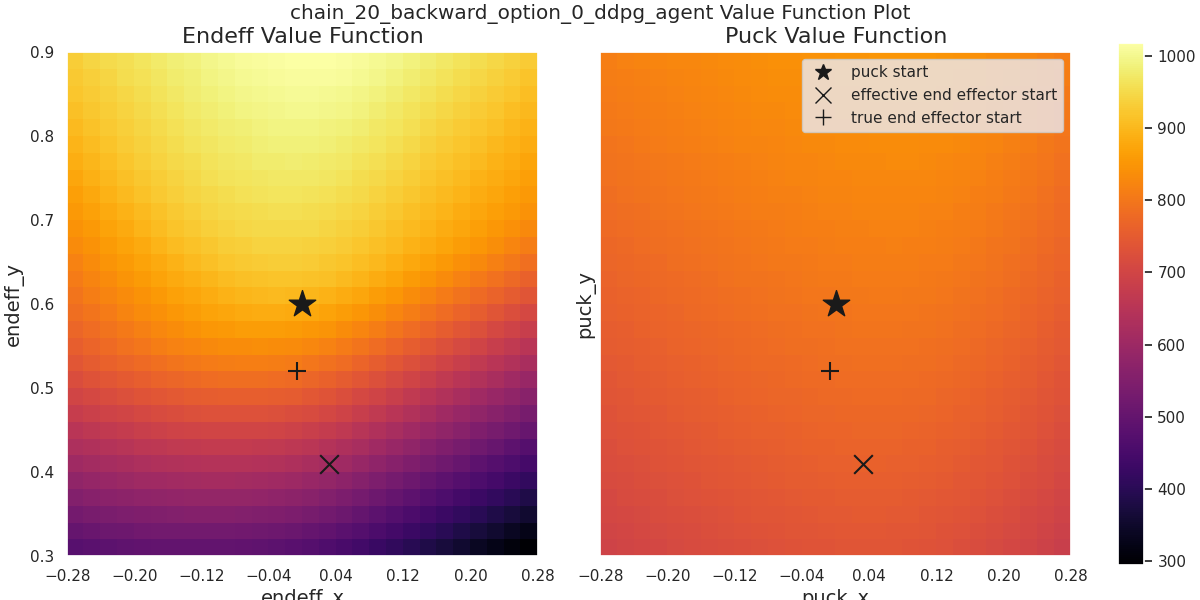 chain_20_backward_option_0_ddpg_agent Value Function Plot
Endeff Value Function
Puck Value Function
puck start
effective end effector start
true end effector start
endeff_y
0.9
0.8
0.7
0.6
0.5
0.4
0.3
−0.28 −0.20 −0.12 −0.04 0.04 0.12 0.20 0.28
endeff_x
puck_y
−0.28 −0.20 −0.12 −0.04 0.04 0.12 0.20 0.28
puck_x
1000
900
800
700
600
500
400
300